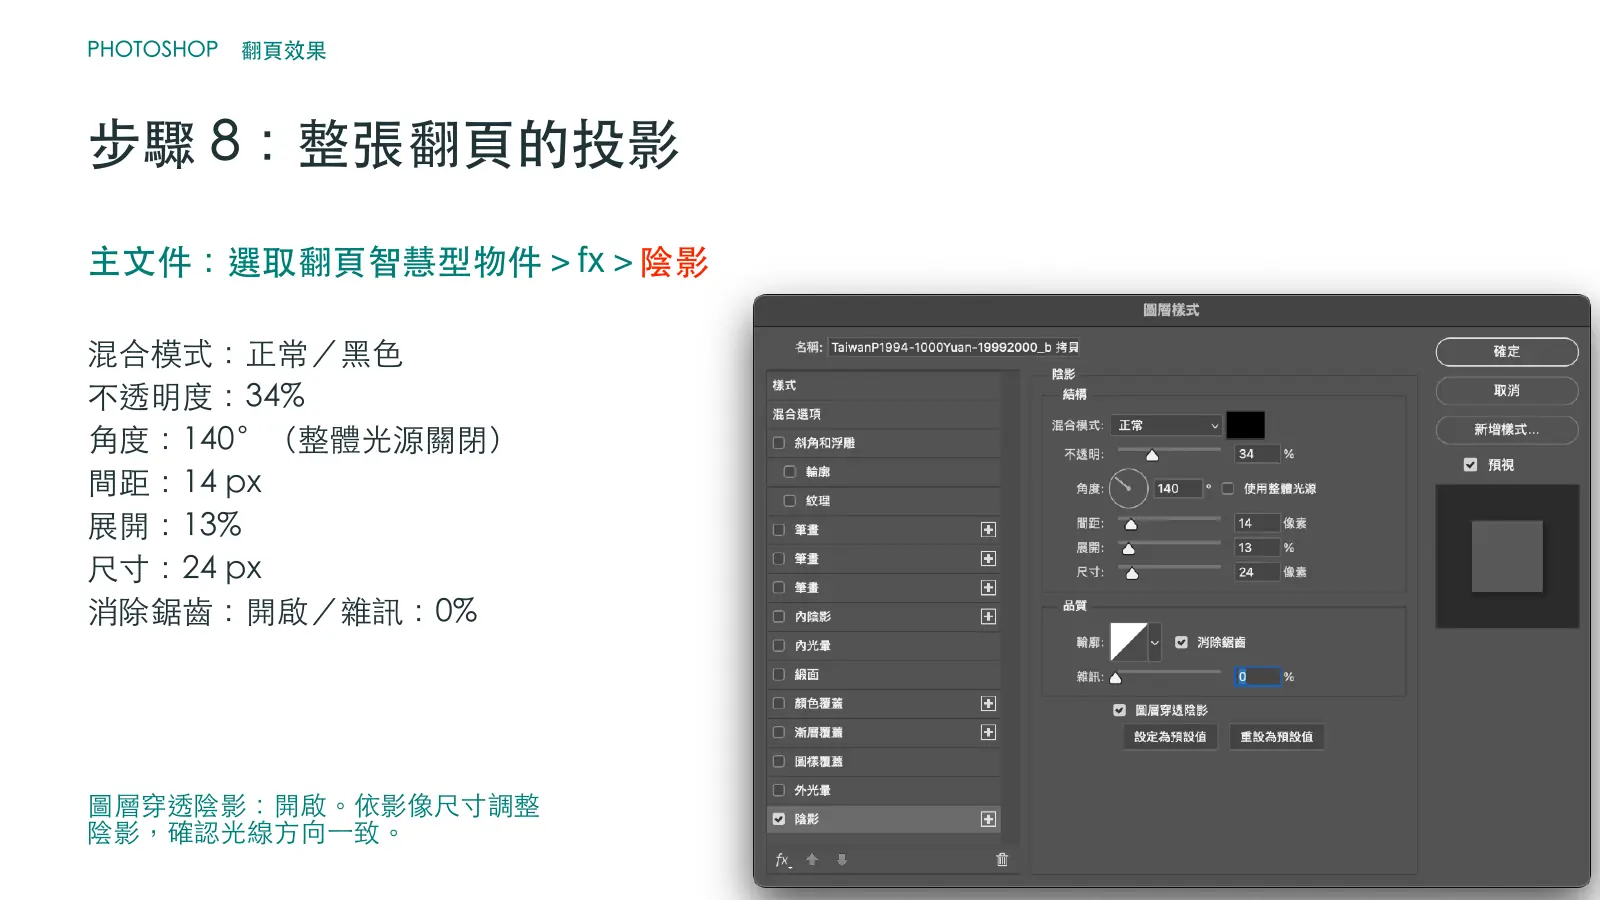 PHOTOSHOP 翻頁效果
步驟 8：整張翻頁的投影
主文件：選取翻頁智慧型物件 > fx > 陰影
混合模式：正常／黑色
不透明度：34%
角度：140°（整體光源關閉）
間距：14 px
展開：13%
尺寸：24 px
消除鋸齒：開啟／雜訊：0%
圖層穿透陰影：開啟。依影像尺寸調整
陰影，確認光線方向一致。
圖層樣式
名稱: TaiwanP1994-1000Yuan-19992000_b 拷貝
樣式
混合選項
斜角和浮雕
輪廓
紋理
筆畫
筆畫
筆畫
內陰影
內光暈
緞面
顏色覆蓋
漸層覆蓋
圖樣覆蓋
外光暈
陰影
fx
陰影
結構
混合模式: 正常
不透明: 34 %
角度: 140 ° 使用整體光源
間距: 14 像素
展開: 13 %
尺寸: 24 像素
品質
輪廓: 消除鋸齒
雜訊: 0 %
圖層穿透陰影
設定為預設值 重設為預設值
確定
取消
新增樣式...
預視